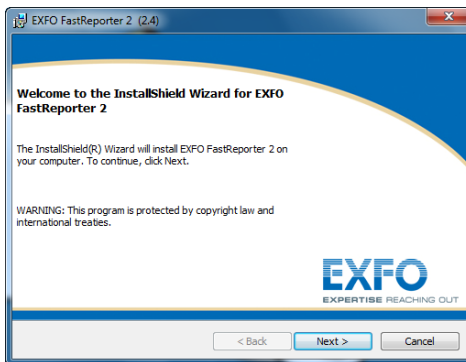 EXFO FastReporter 2 (2.4)
Welcome to the InstallShield Wizard for EXFO
FastReporter 2
The InstallShield(R) Wizard will install EXFO FastReporter 2 on
your computer. To continue, click Next.
WARNING: This program is protected by copyright law and
international treaties.
EXFO
EXPERTISE REACHING OUT
< Back
Next >
Cancel